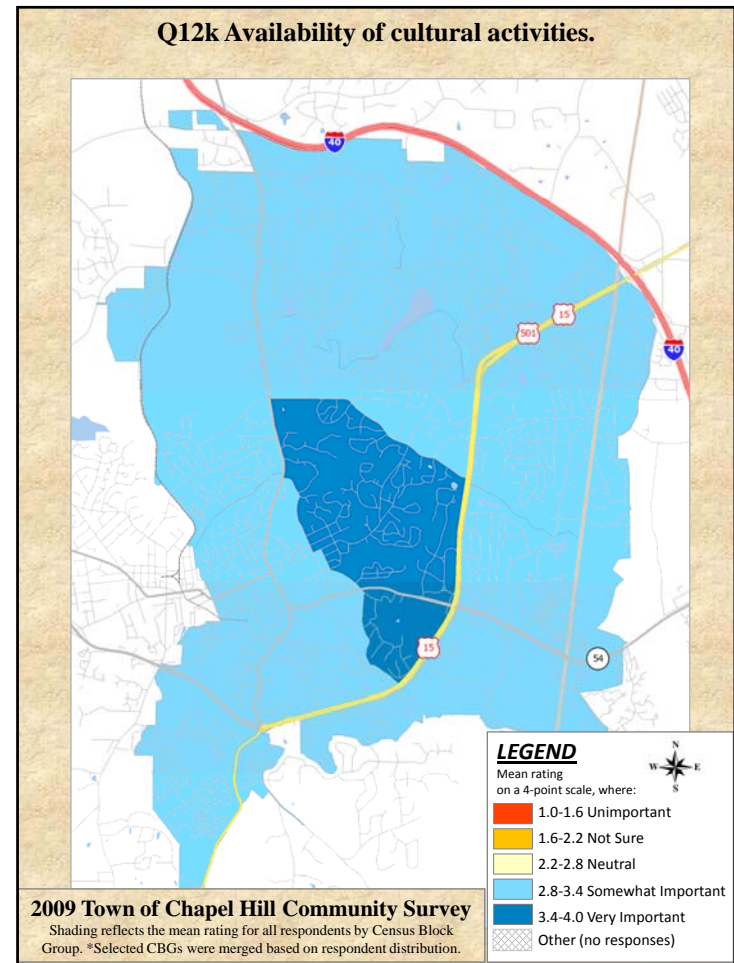 Q12k Availability of cultural activities.
40
15
501
40
15
54
LEGEND
Mean rating
on a 4-point scale, where:
N
W E
S
1.0-1.6 Unimportant
1.6-2.2 Not Sure
2.2-2.8 Neutral
2.8-3.4 Somewhat Important
3.4-4.0 Very Important
Other (no responses)
2009 Town of Chapel Hill Community Survey
Shading reflects the mean rating for all respondents by Census Block
Group. *Selected CBGs were merged based on respondent distribution.